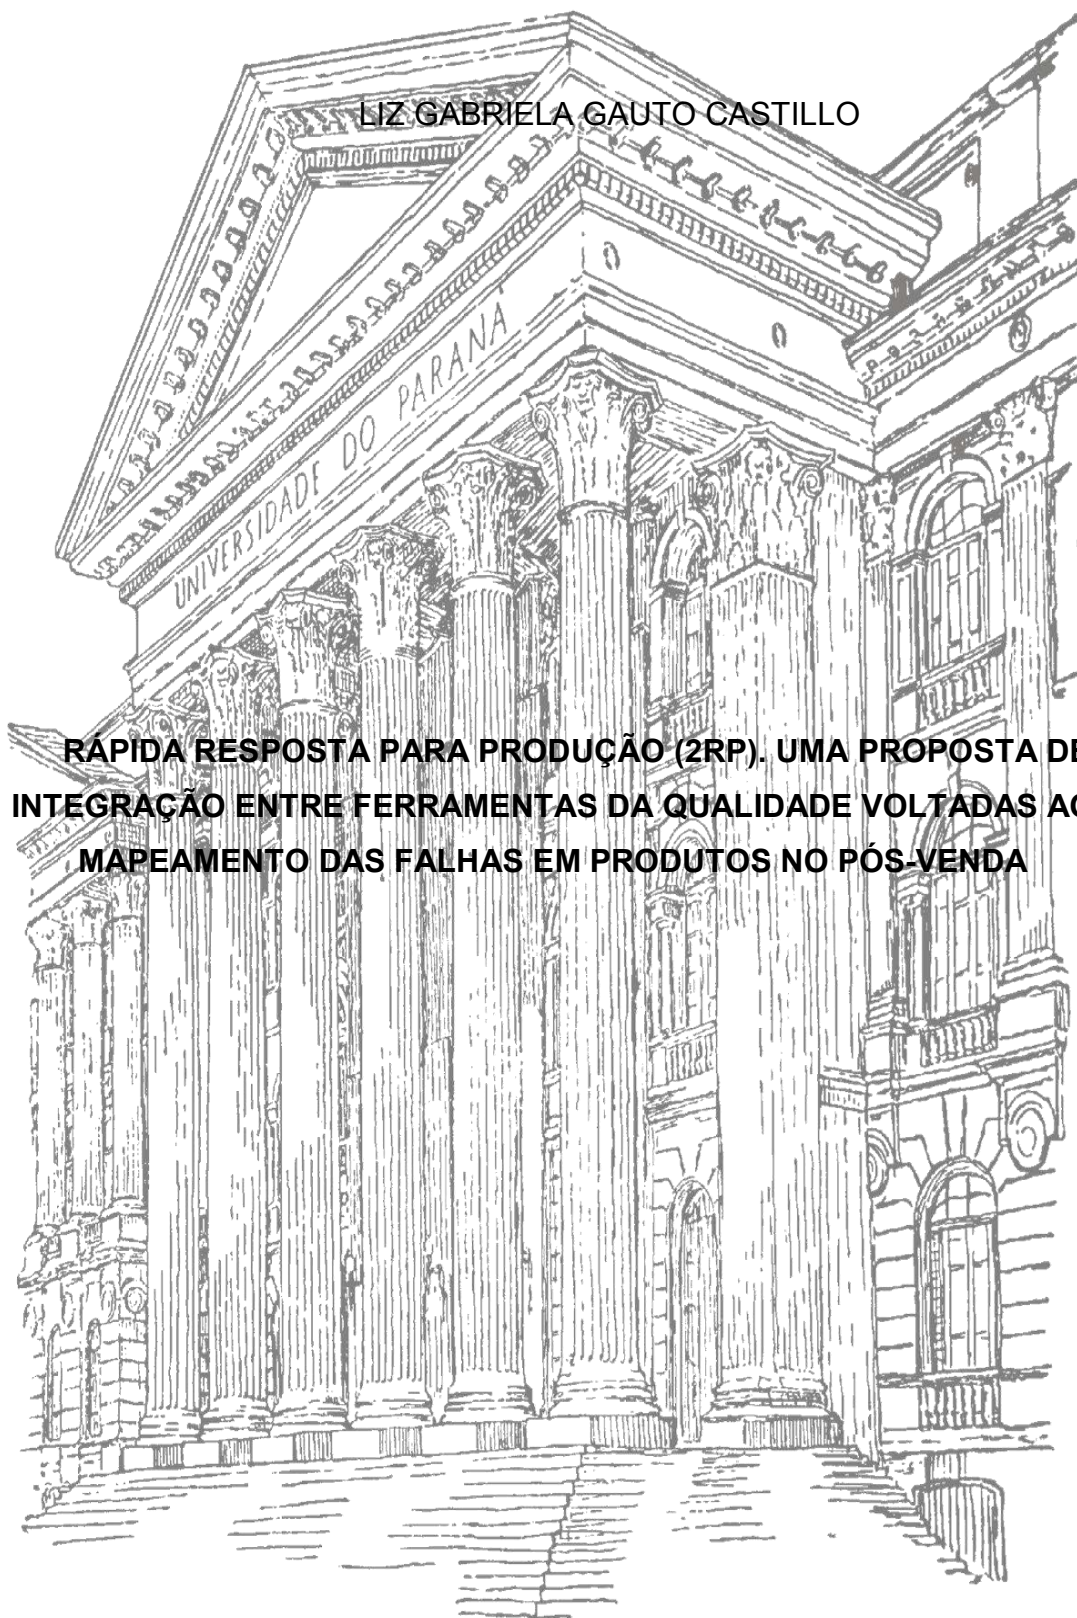 LIZ GABRIELA GAUTO CASTILLO
UNIVERSIDADE DO PARANÁ
RÁPIDA RESPOSTA PARA PRODUÇÃO (2RP). UMA PROPOSTA DE
INTEGRAÇÃO ENTRE FERRAMENTAS DA QUALIDADE VOLTADAS AO
MAPEAMENTO DAS FALHAS EM PRODUTOS NO PÓS-VENDA